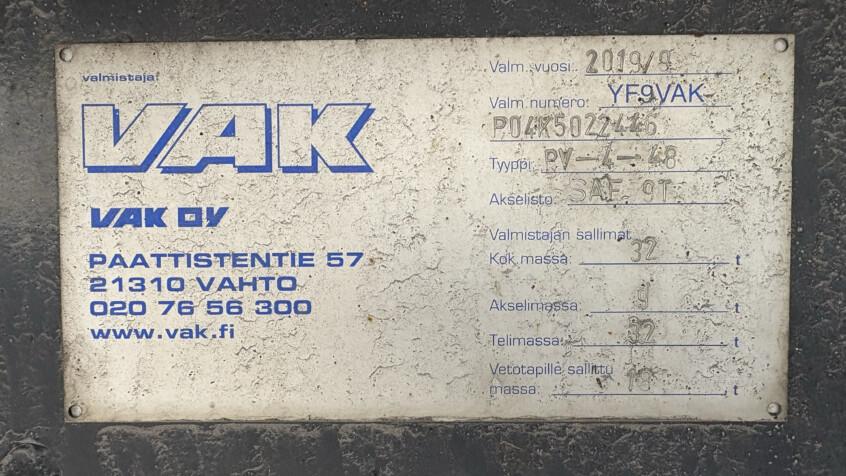 valmistaja:
VAK
VAK OY
PAATTISTENTIE 57
21310 VAHTO
020 76 56 300
www.vak.fi
Valm. vuosi: 2019/9
Valm numero: YF9VAK
P04K5022446
Tyyppi: PV-4-48
Akselisto: SAF 9T
Valmistajan sallimat
Kok.massa: 32 t
Akselimassa: 9 t
Telimassa: 32 t
Vetotapille sallittu
massa: t